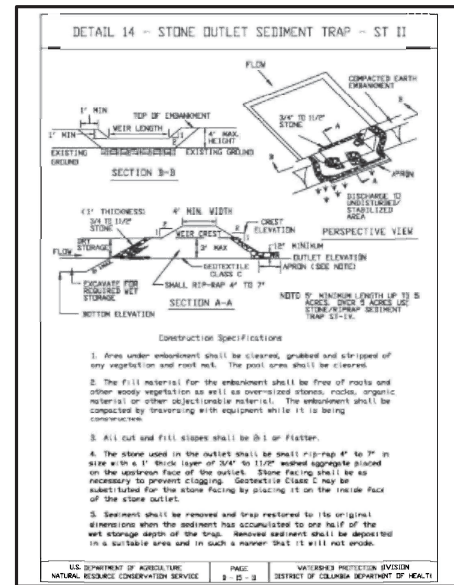 DETAIL 14 - STONE OUTLET SEDIMENT TRAP - ST II
FLOW
COMPACTED EARTH
EMBANKMENT
3/4" TO 1 1/2"
STONE
A
B
B
A
APRON
DISCHARGE TO
UNDISTURBED/
STABILIZED
AREA
PERSPECTIVE VIEW
1' MIN
TOP OF EMBANKMENT
WEIR LENGTH
1' MIN
4' MAX.
HEIGHT
EXISTING
GROUND
EXISTING GROUND
SECTION B-B
(1' THICKNESS)
3/4 TO 1 1/2"
STONE
4' MIN. WIDTH
CREST
ELEVATION
WEIR CREST
DRY
STORAGE
3' MAX
12" MINIMUM
FLOW
OUTLET ELEVATION
GEOTEXTILE
CLASS C
APRON (SEE NOTE)
EXCAVATE FOR
REQUIRED WET
STORAGE
SMALL RIP-RAP 4" TO 7"
SECTION A-A
BOTTOM ELEVATION
NOTO 5' MINIMUM LENGTH UP TO 5
ACRES. OVER 5 ACRES USE
STONE/RIPRAP SEDIMENT
TRAP ST-IV.
Construction Specifications
1. Area under embankment shall be cleared, grubbed and stripped of
any vegetation and root mat. The pool area shall be cleared.
2. The fill material for the embankment shall be free of roots and
other woody vegetation as well as over-sized stones, rocks, organic
material or other objectionable material. The embankment shall be
compacted by traversing with equipment while it is being
constructed.
3. All cut and fill slopes shall be 2:1 or flatter.
4. The stone used in the outlet shall be small rip-rap 4" to 7" in
size with a 1' thick layer of 3/4" to 1 1/2" washed aggregate placed
on the upstream face of the outlet. Stone facing shall be as
necessary to prevent clogging. Geotextile Class C may be
substituted for the stone facing by placing it on the inside face
of the stone outlet.
5. Sediment shall be removed and trap restored to its original
dimensions when the sediment has accumulated to one half of the
wet storage depth of the trap. Removed sediment shall be deposited
in a suitable area and in such a manner that it will not erode.
U.S. DEPARTMENT OF AGRICULTURE
NATURAL RESOURCE CONSERVATION SERVICE
PAGE
9 - 15 - 9
WATERSHED PROTECTION DIVISION
DISTRICT OF COLUMBIA DEPARTMENT OF HEALTH